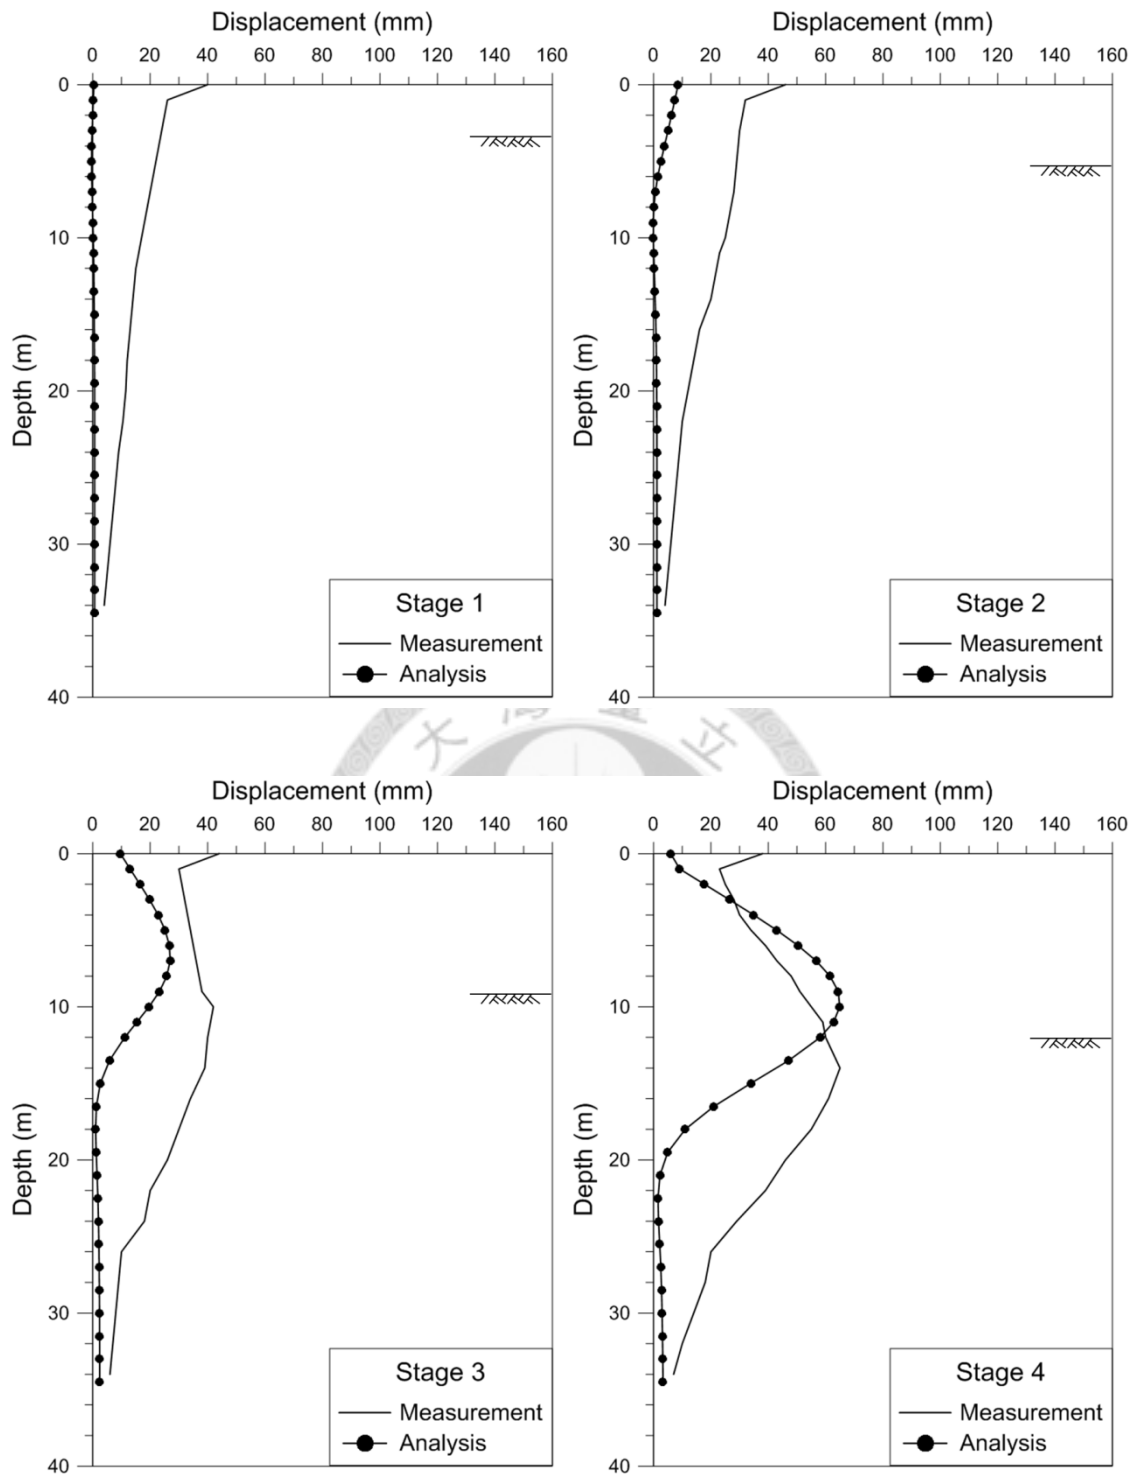 Displacement (mm)
0 20 40 60 80 100 120 140 160
0
10
20
30
40
Depth (m)
Stage 1
Measurement
Analysis
Displacement (mm)
0 20 40 60 80 100 120 140 160
0
10
20
30
40
Depth (m)
Stage 2
Measurement
Analysis
大 立
Displacement (mm)
0 20 40 60 80 100 120 140 160
0
10
20
30
40
Depth (m)
Stage 3
Measurement
Analysis
Displacement (mm)
0 20 40 60 80 100 120 140 160
0
10
20
30
40
Depth (m)
Stage 4
Measurement
Analysis